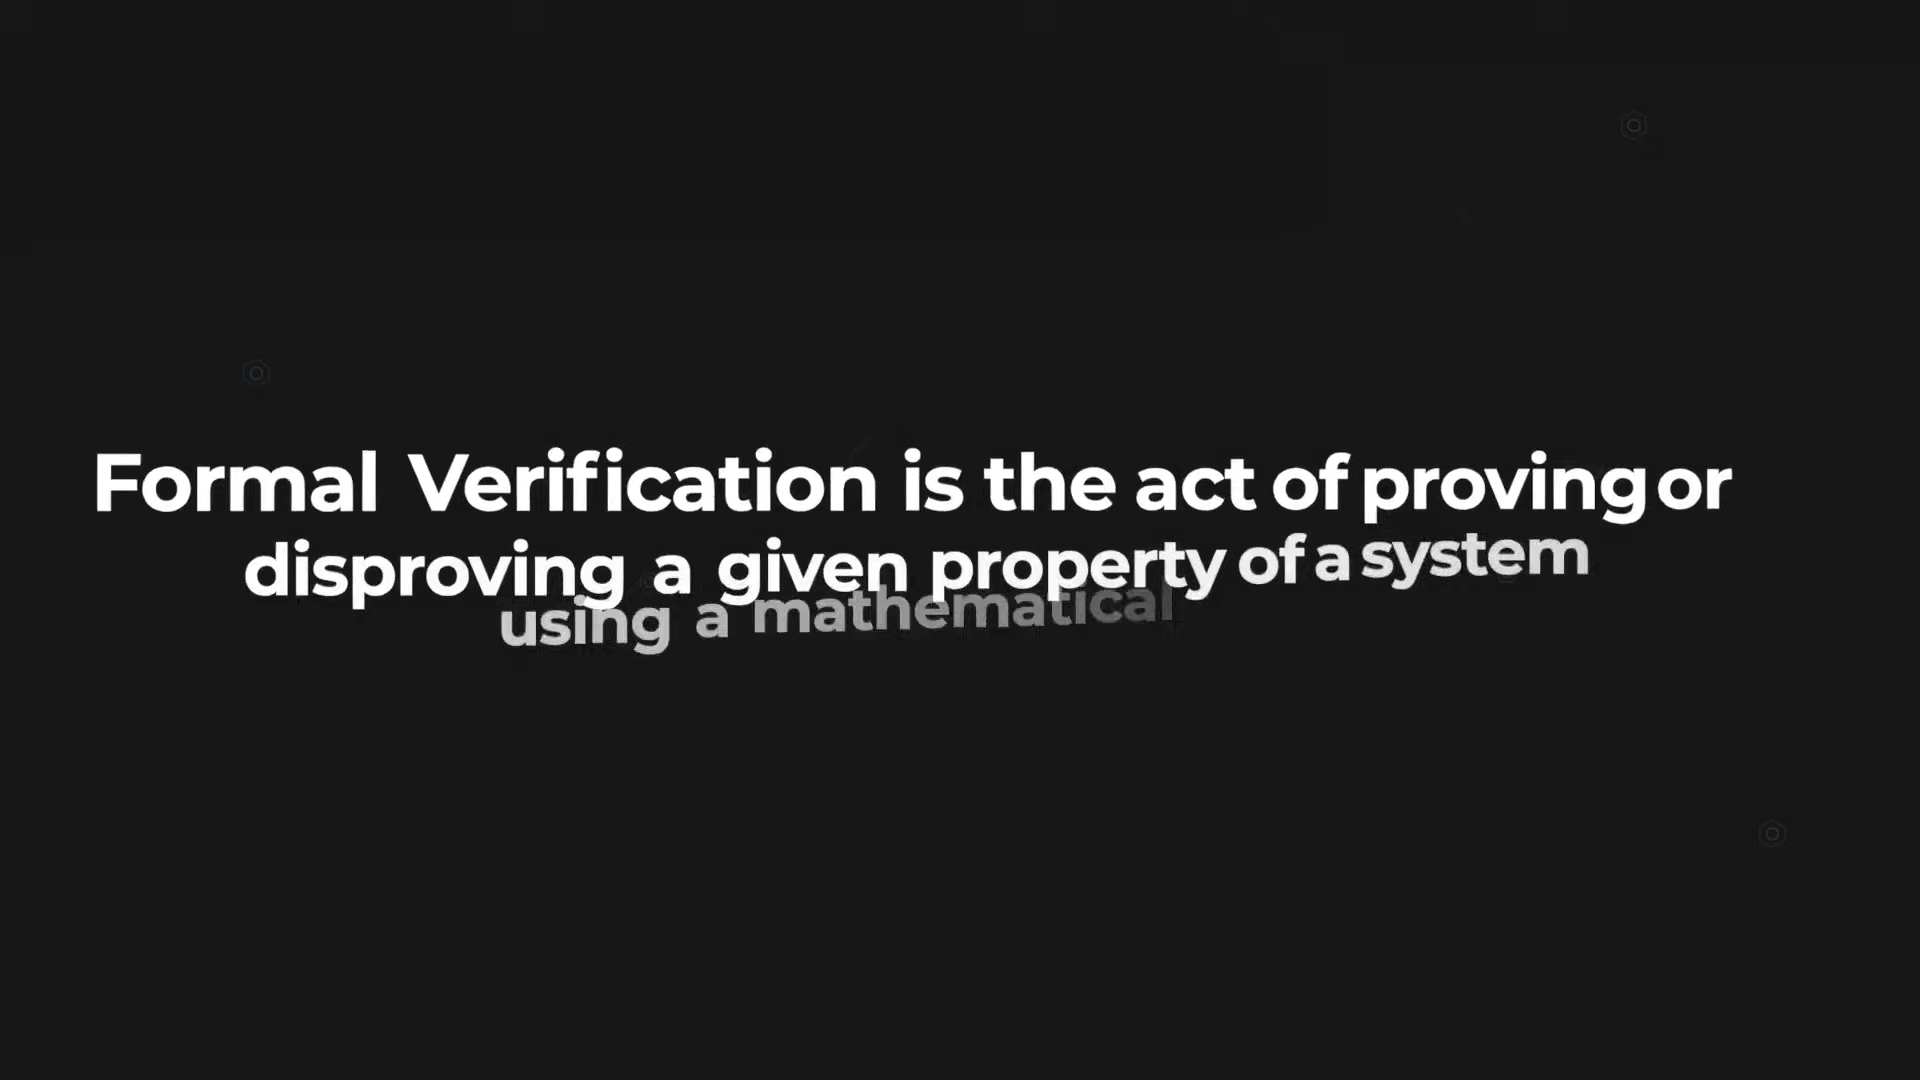 Formal Verification is the act of proving or
disproving a given property of a system
using a mathematical